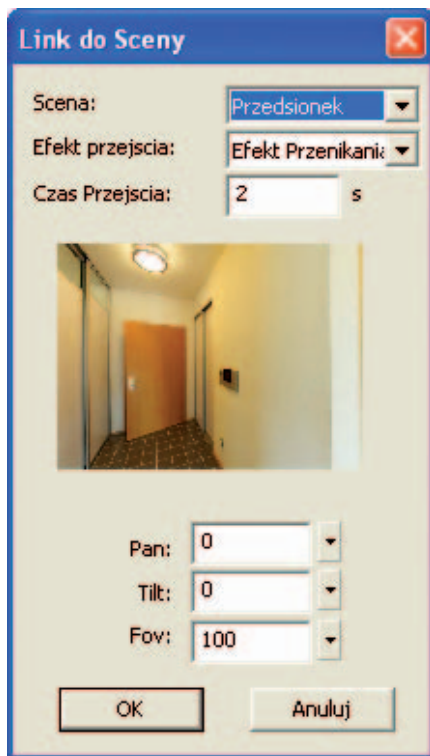 Link do Sceny
Scena: Przedsionek
Efekt przejscia: Efekt Przenikania
Czas Przejscia: 2 s
Pan: 0
Tilt: 0
Fov: 100
OK Anuluj